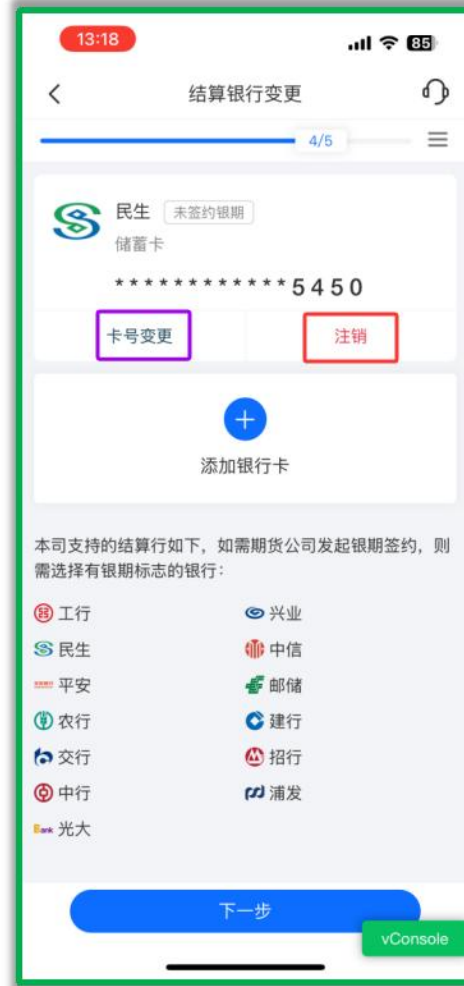 13:18
85
结算银行变更
4/5
民生 未签约银期
储蓄卡
************5450
卡号变更 注销
添加银行卡
本司支持的结算行如下，如需期货公司发起银期签约，则
需选择有银期标志的银行：
工行 兴业
民生 中信
平安 邮储
农行 建行
交行 招行
中行 浦发
Bank 光大
下一步
vConsole